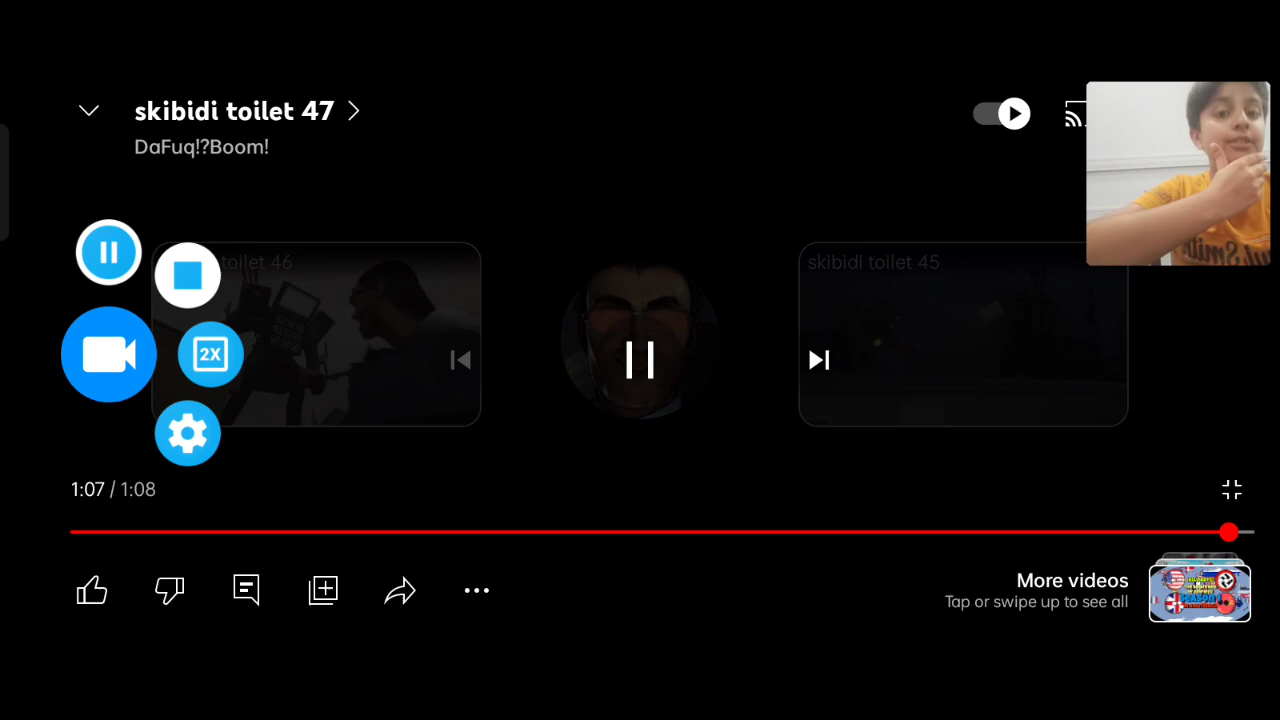 skibidi toilet 47
DaFuq!?Boom!
toilet 46
skibidi toilet 45
2X
1:07 / 1:08
More videos
Tap or swipe up to see all